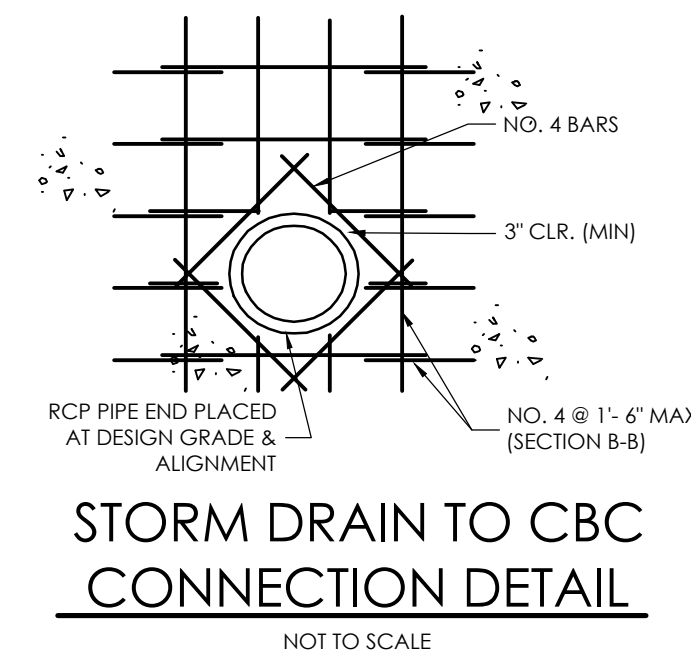 NO. 4 BARS
3" CLR. (MIN)
RCP PIPE END PLACED
AT DESIGN GRADE &
ALIGNMENT
NO. 4 @ 1'- 6" MAX
(SECTION B-B)
STORM DRAIN TO CBC
CONNECTION DETAIL
NOT TO SCALE